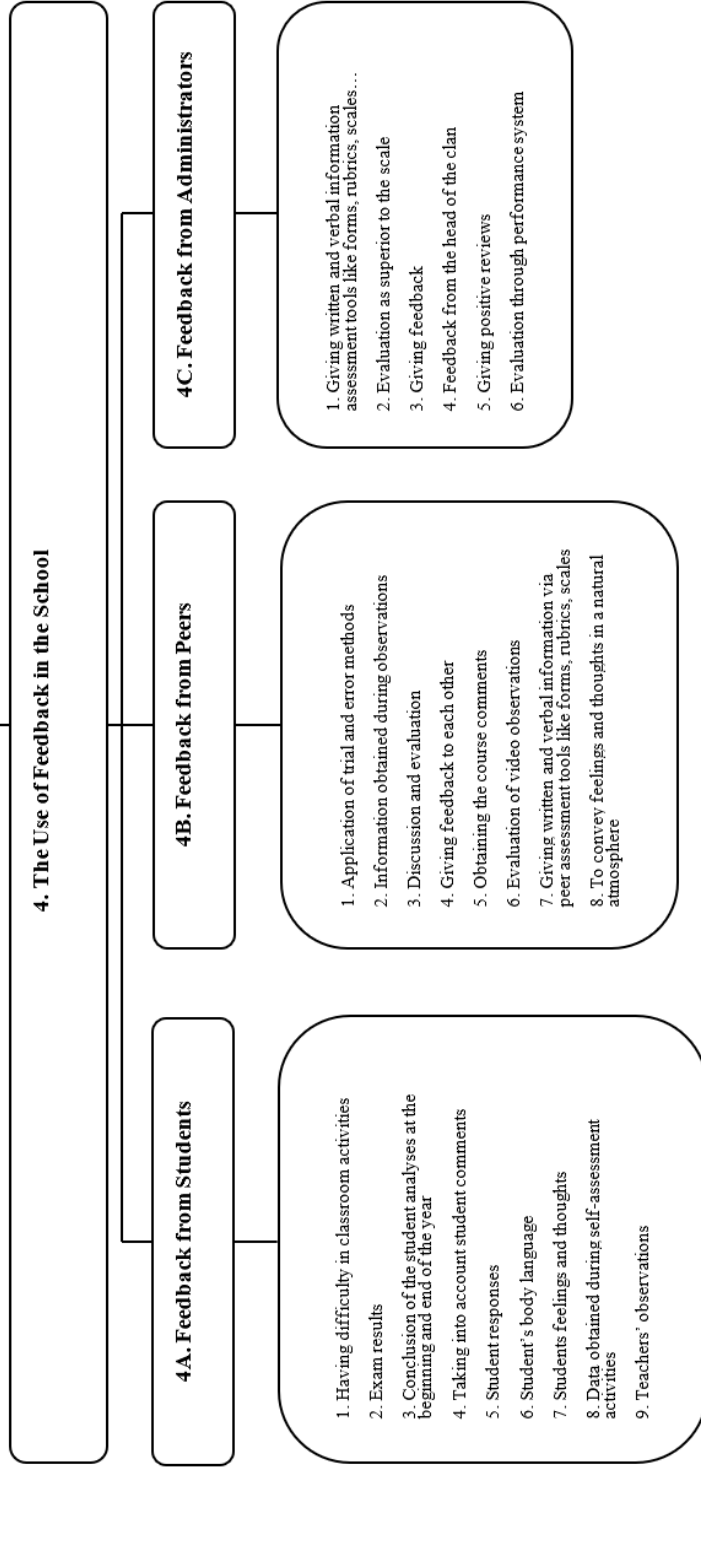 4. The Use of Feedback in the School
4A. Feedback from Students
1. Having difficulty in classroom activities
2. Exam results
3. Conclusion of the student analyses at the
beginning and end of the year
4. Taking into account student comments
5. Student responses
6. Student’s body language
7. Students feelings and thoughts
8. Data obtained during self-assessment
activities
9. Teachers’ observations
4B. Feedback from Peers
1. Application of trial and error methods
2. Information obtained during observations
3. Discussion and evaluation
4. Giving feedback to each other
5. Obtaining the course comments
6. Evaluation of video observations
7. Giving written and verbal information via
peer assessment tools like forms, rubrics, scales
8. To convey feelings and thoughts in a natural
atmosphere
4C. Feedback from Administrators
1. Giving written and verbal information
assessment tools like forms, rubrics, scales…
2. Evaluation as superior to the scale
3. Giving feedback
4. Feedback from the head of the clan
5. Giving positive reviews
6. Evaluation through performance system